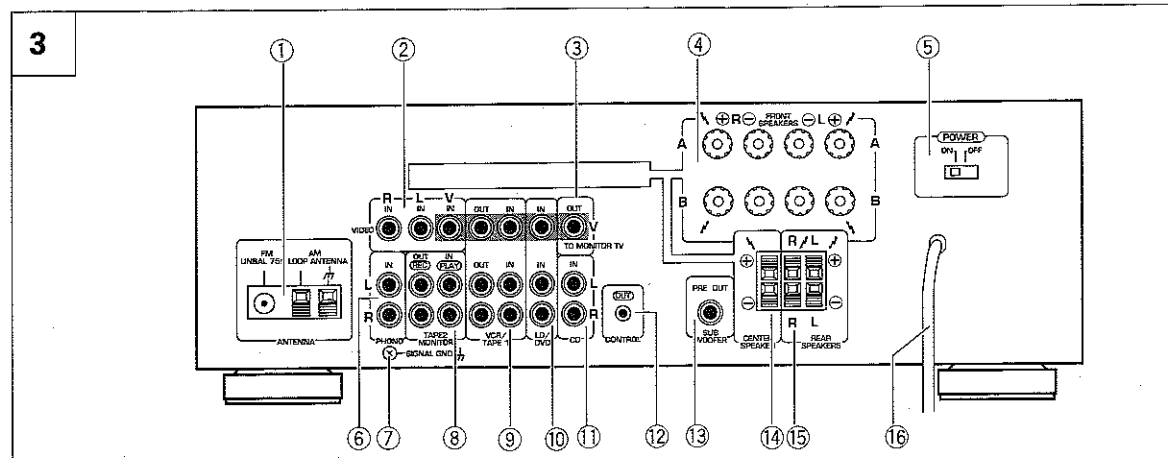 3
① ② ③ ④ ⑤
R L V
VIDEO IN IN IN OUT IN IN OUT V
TO MONITOR TV
FRONT SPEAKERS
⊕ R ⊖ ⊖ L ⊕
A A
B B
POWER
ON OFF
FM
UNBAL 75
AM
LOOP ANTENNA
ANTENNA
IN OUT IN OUT IN IN IN
REC PLAY
L L
R R
PHONO
TAPE2
MONITOR
VCR/
TAPE 1
LD/
DVD
CD
SIGNAL GND
OUT
CONTROL
PRE OUT
SUB
WOOFER
R L
⊕ ⊕
⊖ ⊖
R L
CENTER
SPEAKER
REAR
SPEAKERS
⑥ ⑦ ⑧ ⑨ ⑩ ⑪ ⑫ ⑬ ⑭ ⑮ ⑯